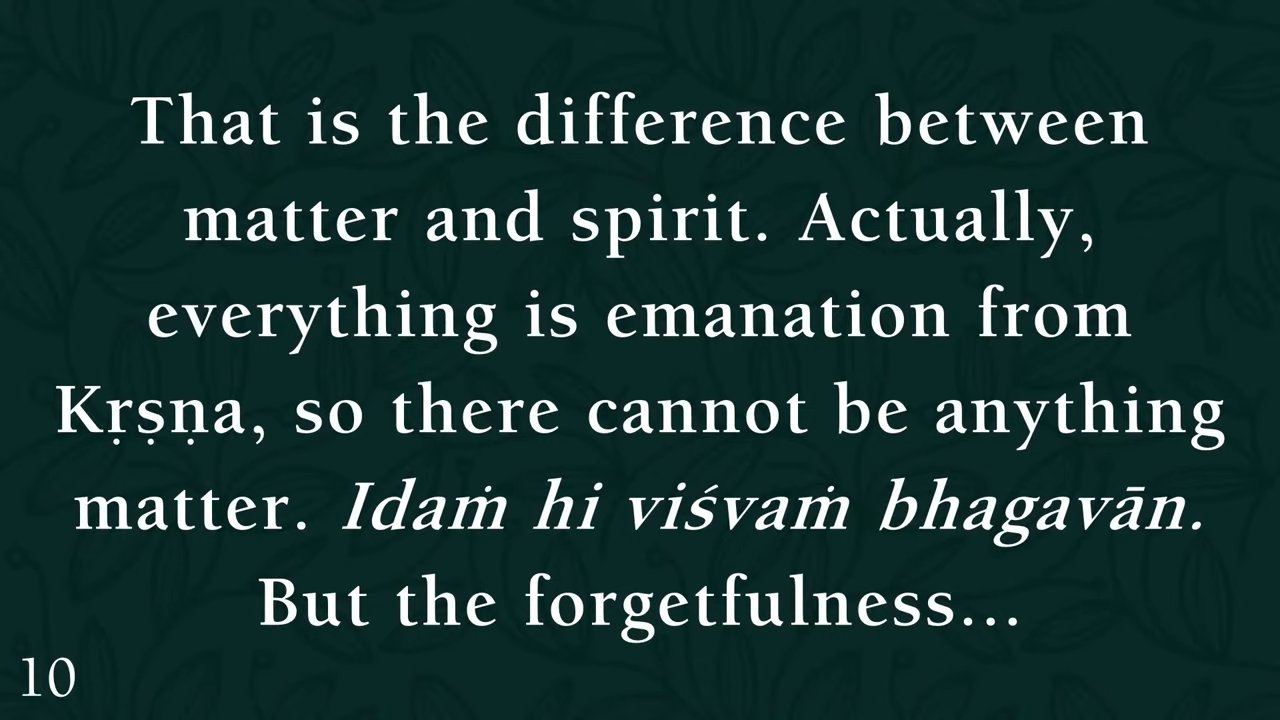 That is the difference between
matter and spirit. Actually,
everything is emanation from
Kṛṣṇa, so there cannot be anything
matter. Idaṁ hi viśvaṁ bhagavān.
But the forgetfulness...
10